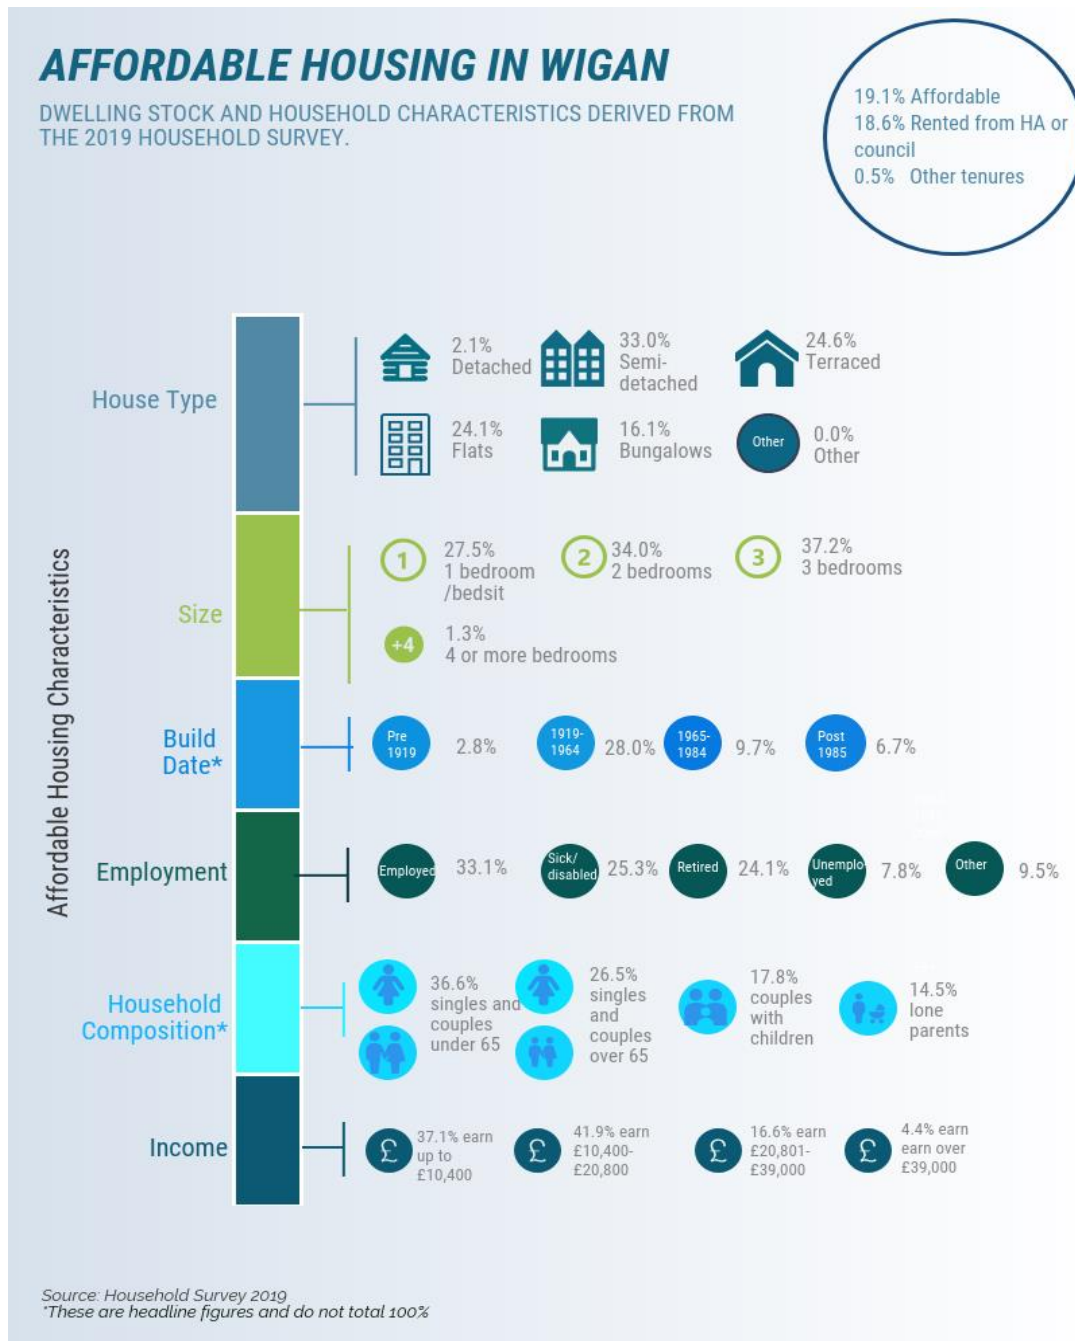 AFFORDABLE HOUSING IN WIGAN
DWELLING STOCK AND HOUSEHOLD CHARACTERISTICS DERIVED FROM
THE 2019 HOUSEHOLD SURVEY.
19.1% Affordable
18.6% Rented from HA or
council
0.5% Other tenures
Affordable Housing Characteristics
House Type
2.1%
Detached
33.0%
Semi-
detached
24.6%
Terraced
24.1%
Flats
16.1%
Bungalows
Other
0.0%
Other
Size
1
27.5%
1 bedroom
/bedsit
2
34.0%
2 bedrooms
3
37.2%
3 bedrooms
+4
1.3%
4 or more bedrooms
Build
Date*
Pre
1919
2.8%
1919-
1964
28.0%
1965-
1984
9.7%
Post
1985
6.7%
Employment
Employed
33.1%
Sick/
disabled
25.3%
Retired
24.1%
Unemplo-
yed
7.8%
Other
9.5%
Household
Composition*
36.6%
singles and
couples
under 65
26.5%
singles
and
couples
over 65
17.8%
couples
with
children
14.5%
lone
parents
Income
£
37.1% earn
up to
£10,400
£
41.9% earn
£10,400-
£20,800
£
16.6% earn
£20,801-
£39,000
£
4.4% earn
earn over
£39,000
Source: Household Survey 2019
*These are headline figures and do not total 100%